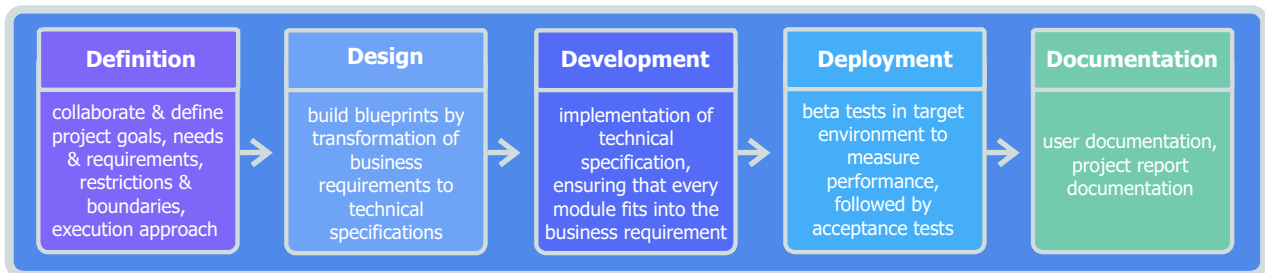 Definition
collaborate & define
project goals, needs
& requirements,
restrictions &
boundaries,
execution approach
Design
build blueprints by
transformation of
business
requirements to
technical
specifications
Development
implementation of
technical
specification,
ensuring that every
module fits into the
business requirement
Deployment
beta tests in target
environment to
measure
performance,
followed by
acceptance tests
Documentation
user documentation,
project report
documentation